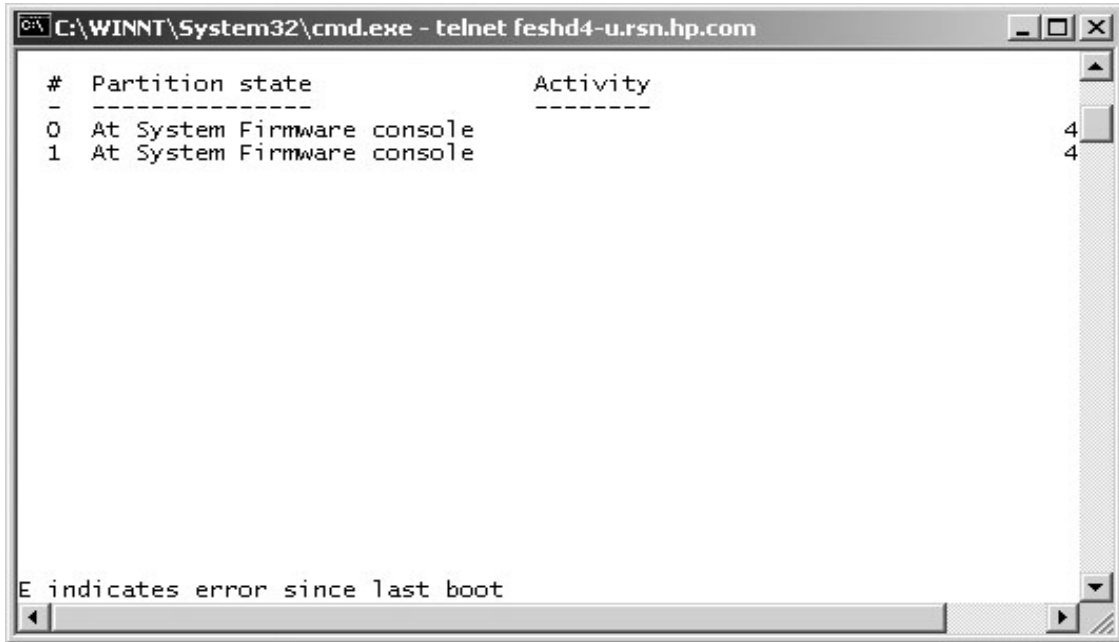 C:\WINNT\System32\cmd.exe - telnet feshd4-u.rsn.hp.com
#  Partition state               Activity
-  ---------------               --------
0  At System Firmware console                                        4
1  At System Firmware console                                        4
E indicates error since last boot